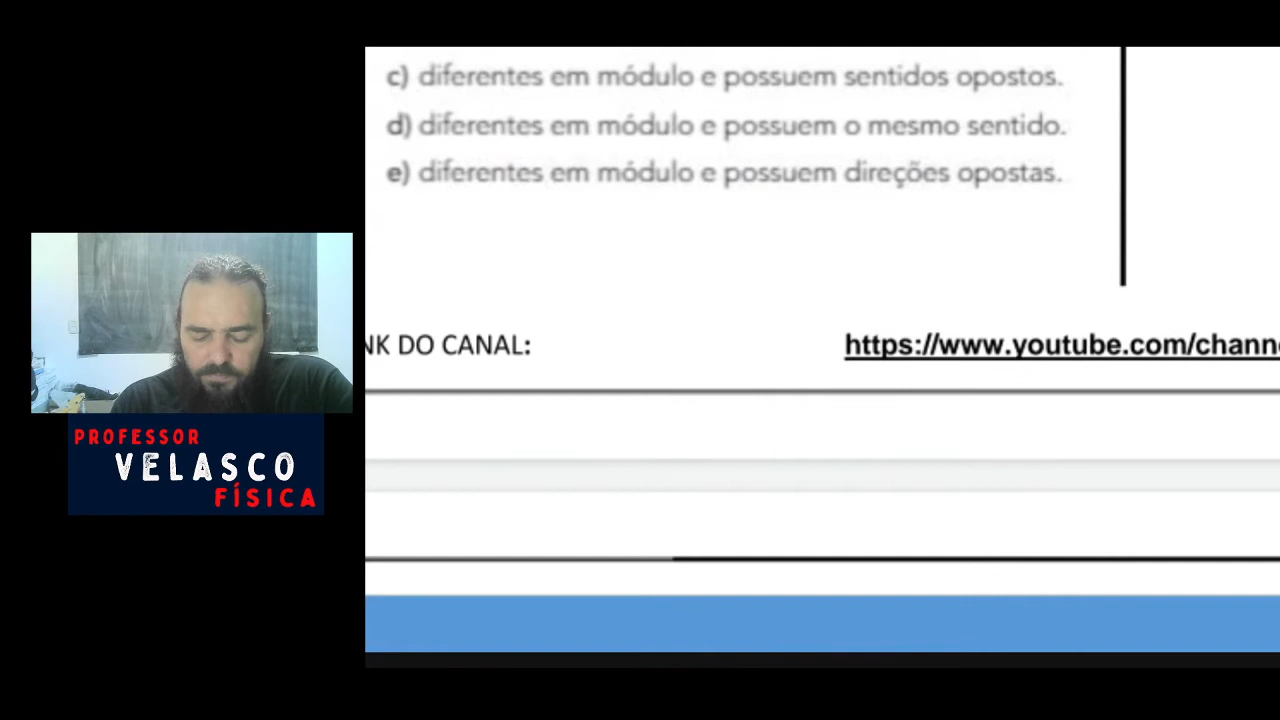 c) diferentes em módulo e possuem sentidos opostos.
d) diferentes em módulo e possuem o mesmo sentido.
e) diferentes em módulo e possuem direções opostas.
NK DO CANAL: https://www.youtube.com/chann
PROFESSOR
VELASCO
FÍSICA